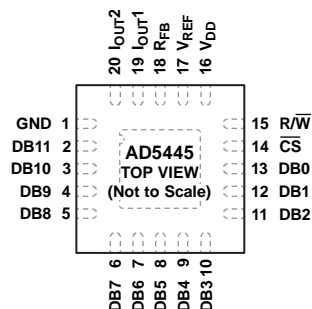 20 IOUT2
19 IOUT1
18 RFB
17 VREF
16 VDD
GND 1
DB11 2
DB10 3
DB9 4
DB8 5
AD5445
TOP VIEW
(Not to Scale)
15 R/W̅
14 C̅S̅
13 DB0
12 DB1
11 DB2
DB7 6
DB6 7
DB5 8
DB4 9
DB3 10